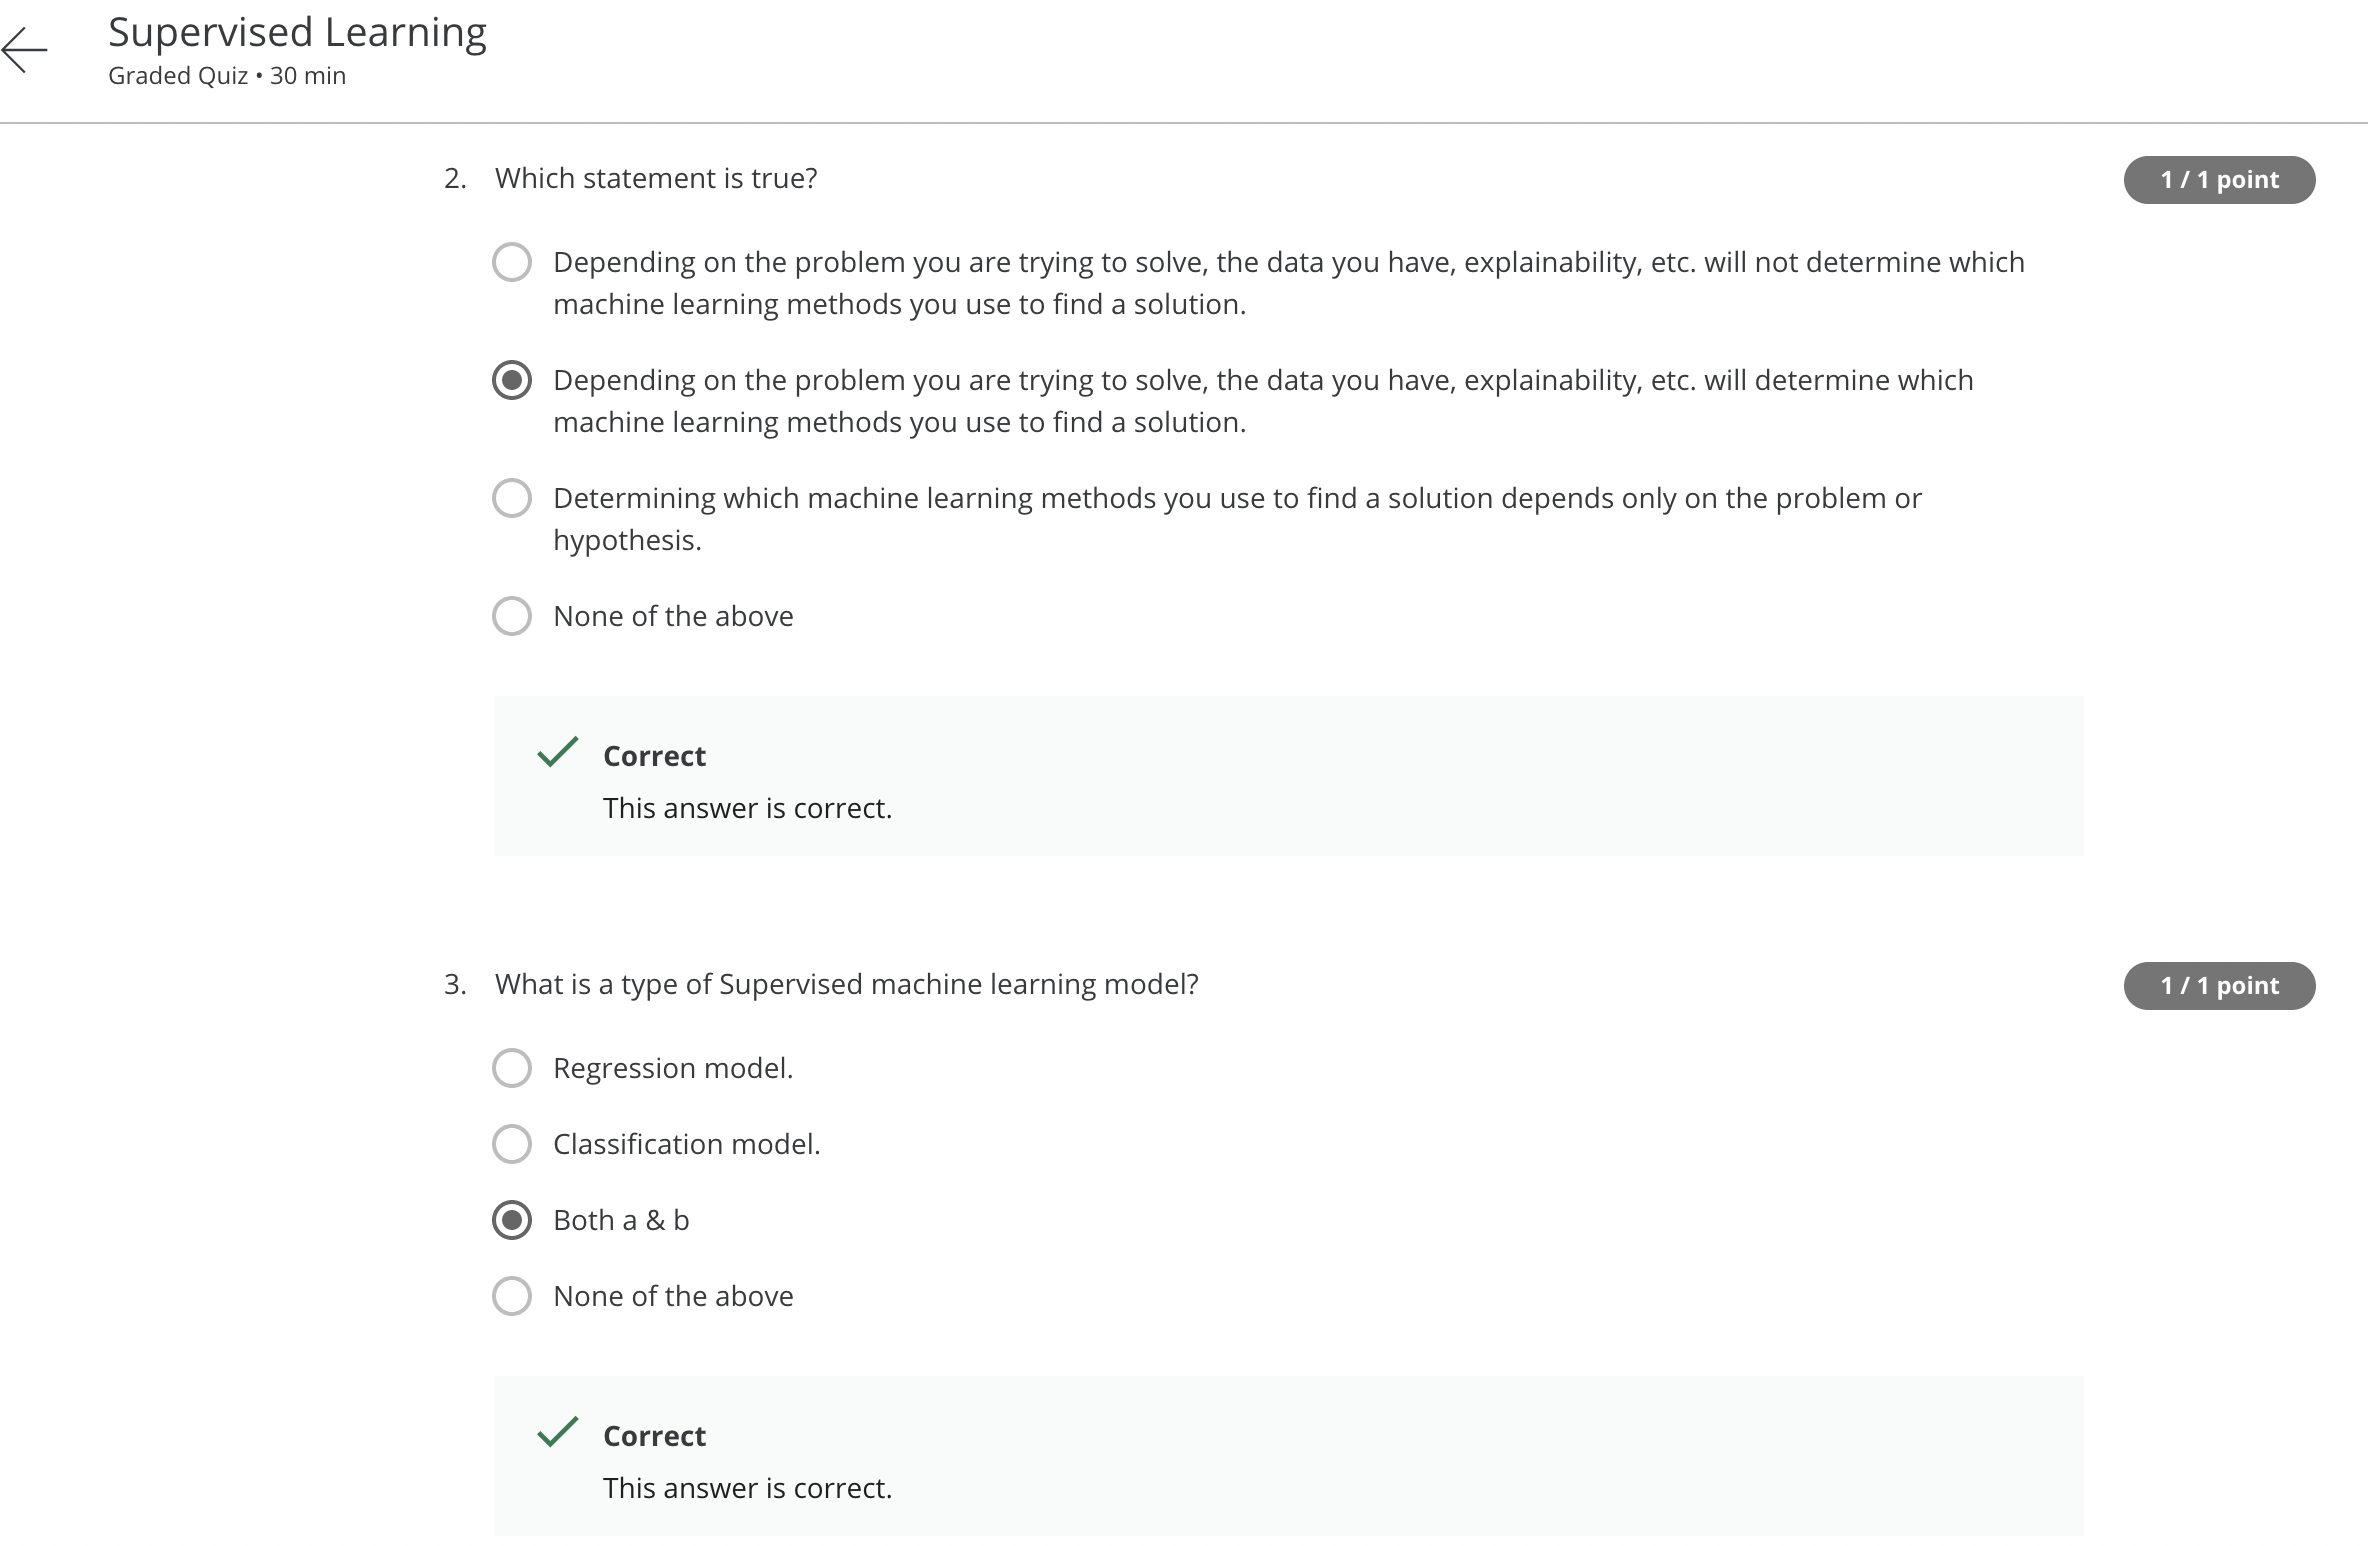 Supervised Learning
Graded Quiz • 30 min
2. Which statement is true?
1 / 1 point
Depending on the problem you are trying to solve, the data you have, explainability, etc. will not determine which
machine learning methods you use to find a solution.
Depending on the problem you are trying to solve, the data you have, explainability, etc. will determine which
machine learning methods you use to find a solution.
Determining which machine learning methods you use to find a solution depends only on the problem or
hypothesis.
None of the above
Correct
This answer is correct.
3. What is a type of Supervised machine learning model?
1 / 1 point
Regression model.
Classification model.
Both a & b
None of the above
Correct
This answer is correct.